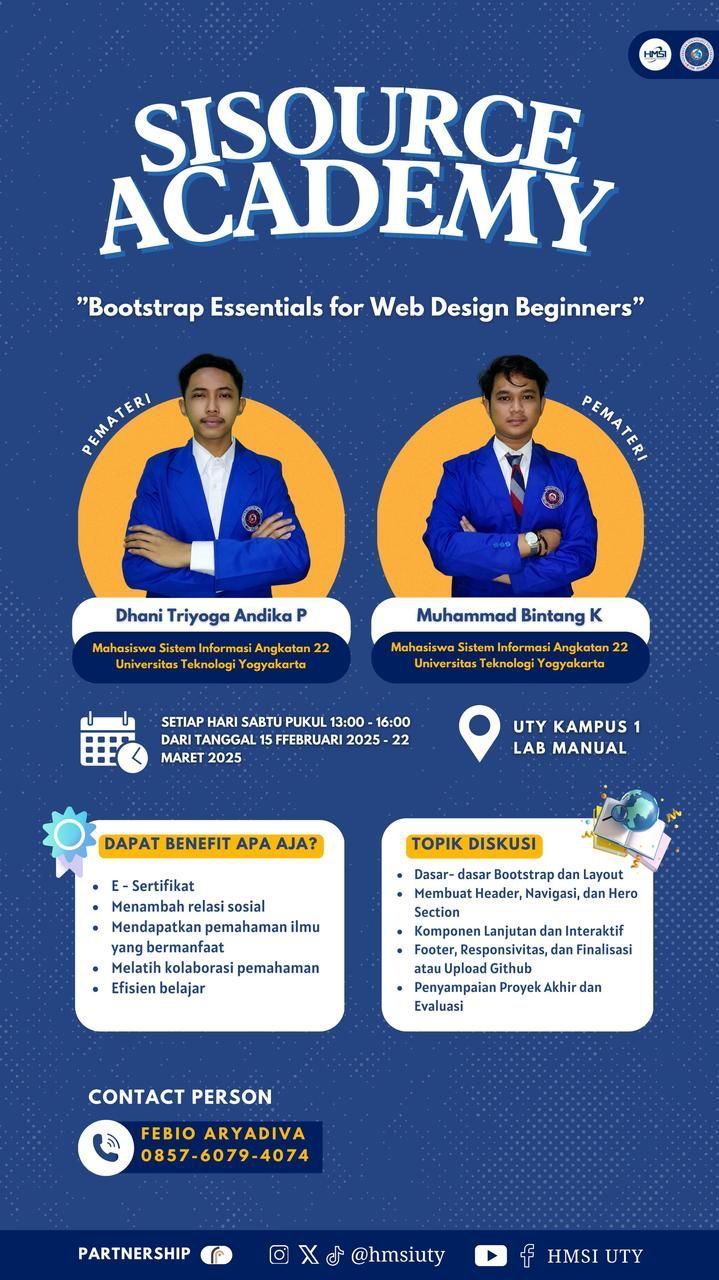 HMSI
SISOURCE
ACADEMY
"Bootstrap Essentials for Web Design Beginners"
PEMATERI
PEMATERI
Dhani Triyoga Andika P
Mahasiswa Sistem Informasi Angkatan 22
Universitas Teknologi Yogyakarta
Muhammad Bintang K
Mahasiswa Sistem Informasi Angkatan 22
Universitas Teknologi Yogyakarta
SETIAP HARI SABTU PUKUL 13:00 - 16:00
DARI TANGGAL 15 FFEBRUARI 2025 - 22
MARET 2025
UTY KAMPUS 1
LAB MANUAL
DAPAT BENEFIT APA AJA?
• E - Sertifikat
• Menambah relasi sosial
• Mendapatkan pemahaman ilmu
yang bermanfaat
• Melatih kolaborasi pemahaman
• Efisien belajar
TOPIK DISKUSI
• Dasar- dasar Bootstrap dan Layout
• Membuat Header, Navigasi, dan Hero
Section
• Komponen Lanjutan dan Interaktif
• Footer, Responsivitas, dan Finalisasi
atau Upload Github
• Penyampaian Proyek Akhir dan
Evaluasi
CONTACT PERSON
FEBIO ARYADIVA
0857-6079-4074
PARTNERSHIP
@hmsiuty
HMSI UTY